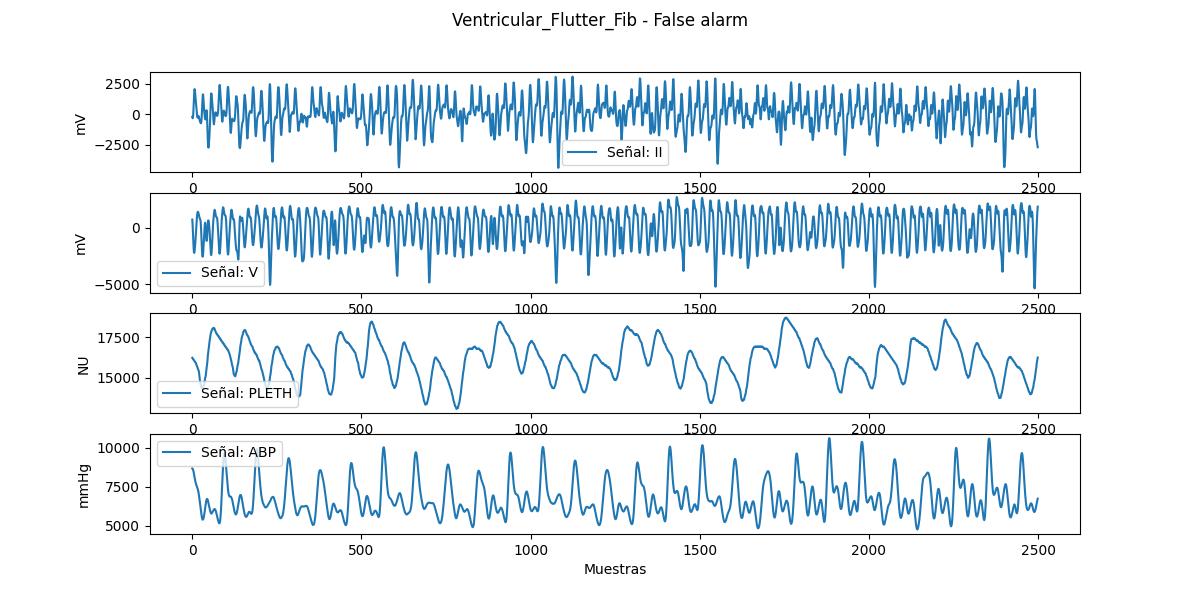 Ventricular_Flutter_Fib - False alarm
2500
0
−2500
mV
Señal: II
0 500 1000 1500 2000 2500
0
−5000
mV
Señal: V
0 500 1000 1500 2000 2500
17500
15000
NU
Señal: PLETH
0 500 1000 1500 2000 2500
10000
7500
5000
mmHg
Señal: ABP
0 500 1000 1500 2000 2500
Muestras